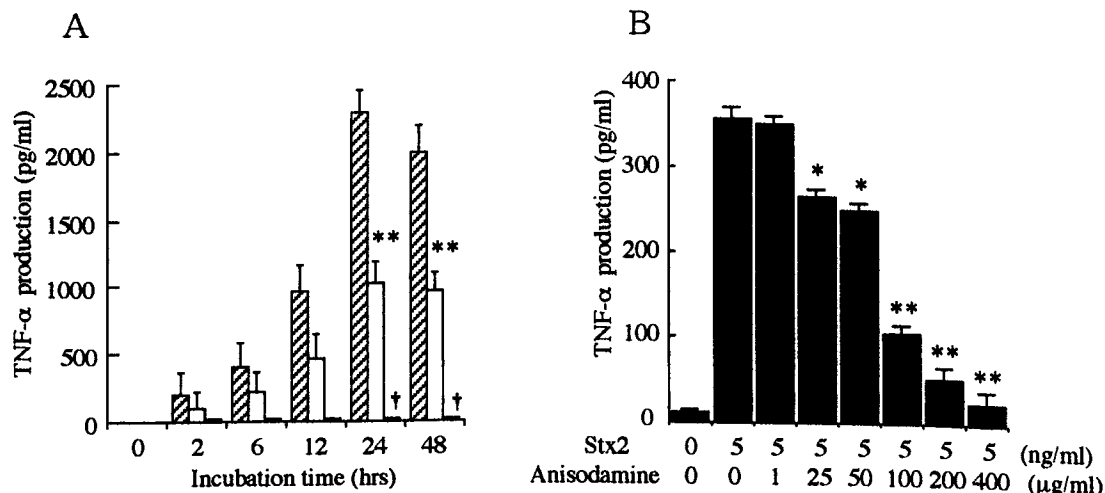 A
TNF-α production (pg/ml)
2500
2000
1500
1000
500
0
** **
† †
0 2 6 12 24 48
Incubation time (hrs)
B
TNF-α production (pg/ml)
400
300
200
100
0
* *
** ** **
Stx2 0 5 5 5 5 5 5 5 (ng/ml)
Anisodamine 0 0 1 25 50 100 200 400 (μg/ml)